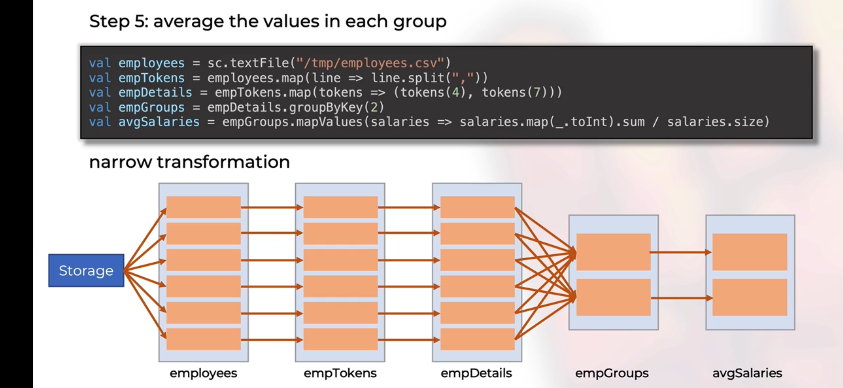 Step 5: average the values in each group
val employees = sc.textFile("/tmp/employees.csv")
val empTokens = employees.map(line => line.split(","))
val empDetails = empTokens.map(tokens => (tokens(4), tokens(7)))
val empGroups = empDetails.groupByKey(2)
val avgSalaries = empGroups.mapValues(salaries => salaries.map(_.toInt).sum / salaries.size)
narrow transformation
Storage
employees
empTokens
empDetails
empGroups
avgSalaries